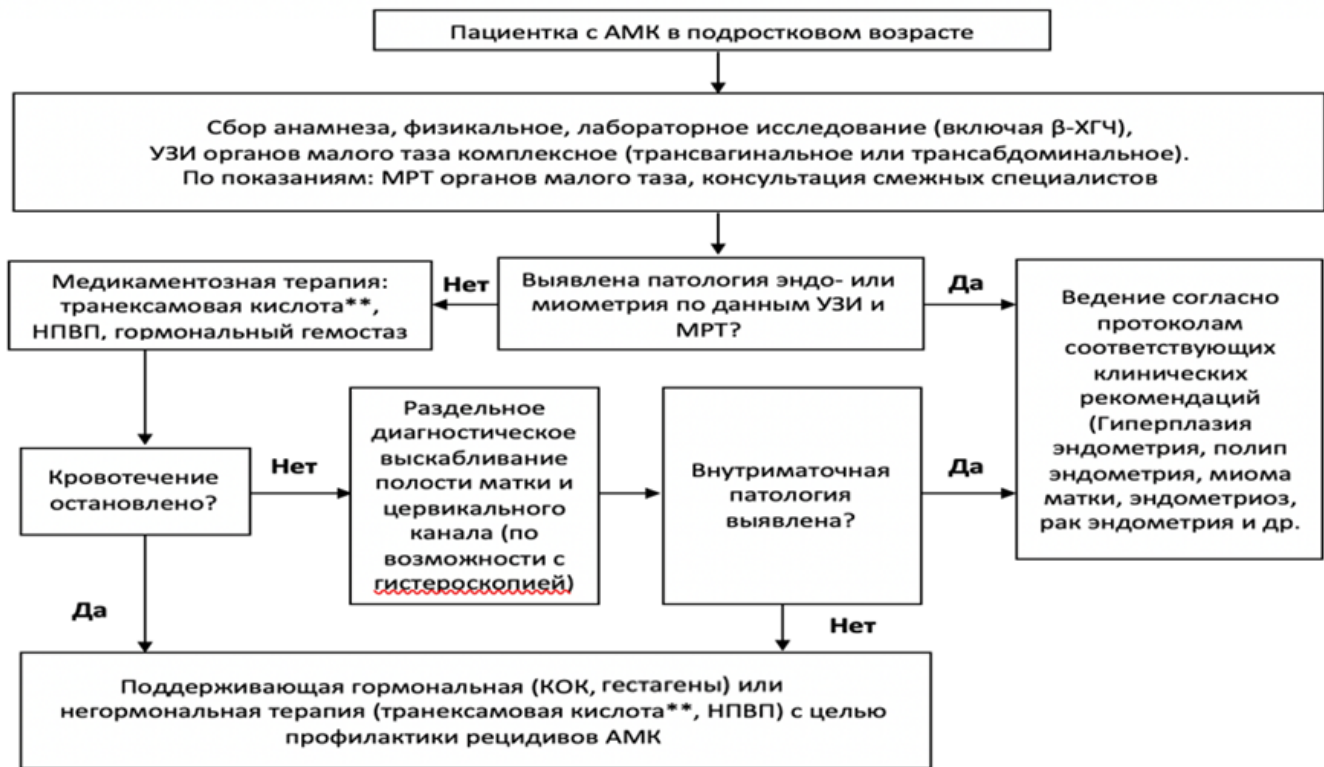 Пациентка с АМК в подростковом возрасте
Сбор анамнеза, физикальное, лабораторное исследование (включая β-ХГЧ),
УЗИ органов малого таза комплексное (трансвагинальное или трансабдоминальное).
По показаниям: МРТ органов малого таза, консультация смежных специалистов
Медикаментозная терапия:
транексамовая кислота**,
НПВП, гормональный гемостаз
Нет
Выявлена патология эндо- или
миометрия по данным УЗИ и
МРТ?
Да
Ведение согласно
протоколам
соответствующих
клинических
рекомендаций
(Гиперплазия
эндометрия, полип
эндометрия, миома
матки, эндометриоз,
рак эндометрия и др.
Кровотечение
остановлено?
Нет
Раздельное
диагностическое
выскабливание
полости матки и
цервикального
канала (по
возможности с
гистероскопией)
Внутриматочная
патология
выявлена?
Да
Да
Нет
Поддерживающая гормональная (КОК, гестагены) или
негормональная терапия (транексамовая кислота**, НПВП) с целью
профилактики рецидивов АМК